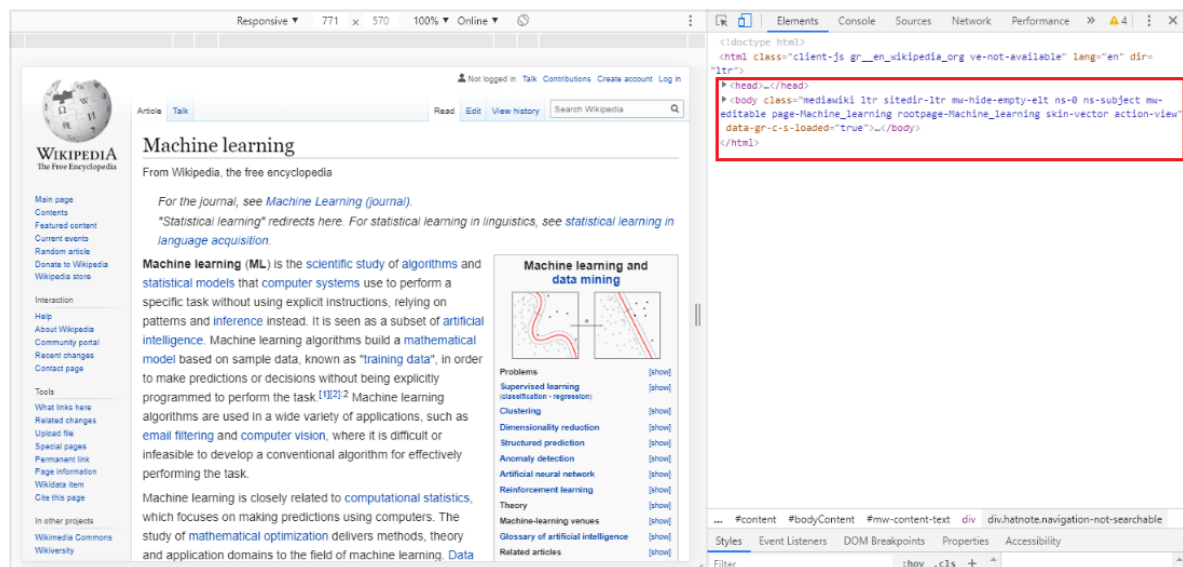 Responsive ▼ 771 x 570 100% ▼ Online ▼
Not logged in Talk Contributions Create account Log in
Article Talk Read Edit View history Search Wikipedia
WIKIPEDIA
The Free Encyclopedia
Main page
Contents
Featured content
Current events
Random article
Donate to Wikipedia
Wikipedia store
Interaction
Help
About Wikipedia
Community portal
Recent changes
Contact page
Tools
What links here
Related changes
Upload file
Special pages
Permanent link
Page information
Wikidata item
Cite this page
In other projects
Wikimedia Commons
Wikiversity
Machine learning
From Wikipedia, the free encyclopedia
For the journal, see Machine Learning (journal).
"Statistical learning" redirects here. For statistical learning in linguistics, see statistical learning in
language acquisition.
Machine learning (ML) is the scientific study of algorithms and
statistical models that computer systems use to perform a
specific task without using explicit instructions, relying on
patterns and inference instead. It is seen as a subset of artificial
intelligence. Machine learning algorithms build a mathematical
model based on sample data, known as "training data", in order
to make predictions or decisions without being explicitly
programmed to perform the task.[1][2]:2 Machine learning
algorithms are used in a wide variety of applications, such as
email filtering and computer vision, where it is difficult or
infeasible to develop a conventional algorithm for effectively
performing the task.
Machine learning is closely related to computational statistics,
which focuses on making predictions using computers. The
study of mathematical optimization delivers methods, theory
and application domains to the field of machine learning. Data
Machine learning and
data mining
Problems [show]
Supervised learning [show]
(classification · regression)
Clustering [show]
Dimensionality reduction [show]
Structured prediction [show]
Anomaly detection [show]
Artificial neural network [show]
Reinforcement learning [show]
Theory [show]
Machine-learning venues [show]
Glossary of artificial intelligence [show]
Related articles [show]
Elements Console Sources Network Performance » 4
<!doctype html>
<html class="client-js gr__en_wikipedia_org ve-not-available" lang="en" dir=
"ltr">
<head>…</head>
<body class="mediawiki ltr sitedir-ltr mw-hide-empty-elt ns-0 ns-subject mw-
editable page-Machine_learning rootpage-Machine_learning skin-vector action-view"
data-gr-c-s-loaded="true">…</body>
</html>
... #content #bodyContent #mw-content-text div div.hatnote.navigation-not-searchable
Styles Event Listeners DOM Breakpoints Properties Accessibility
Filter :hov .cls +